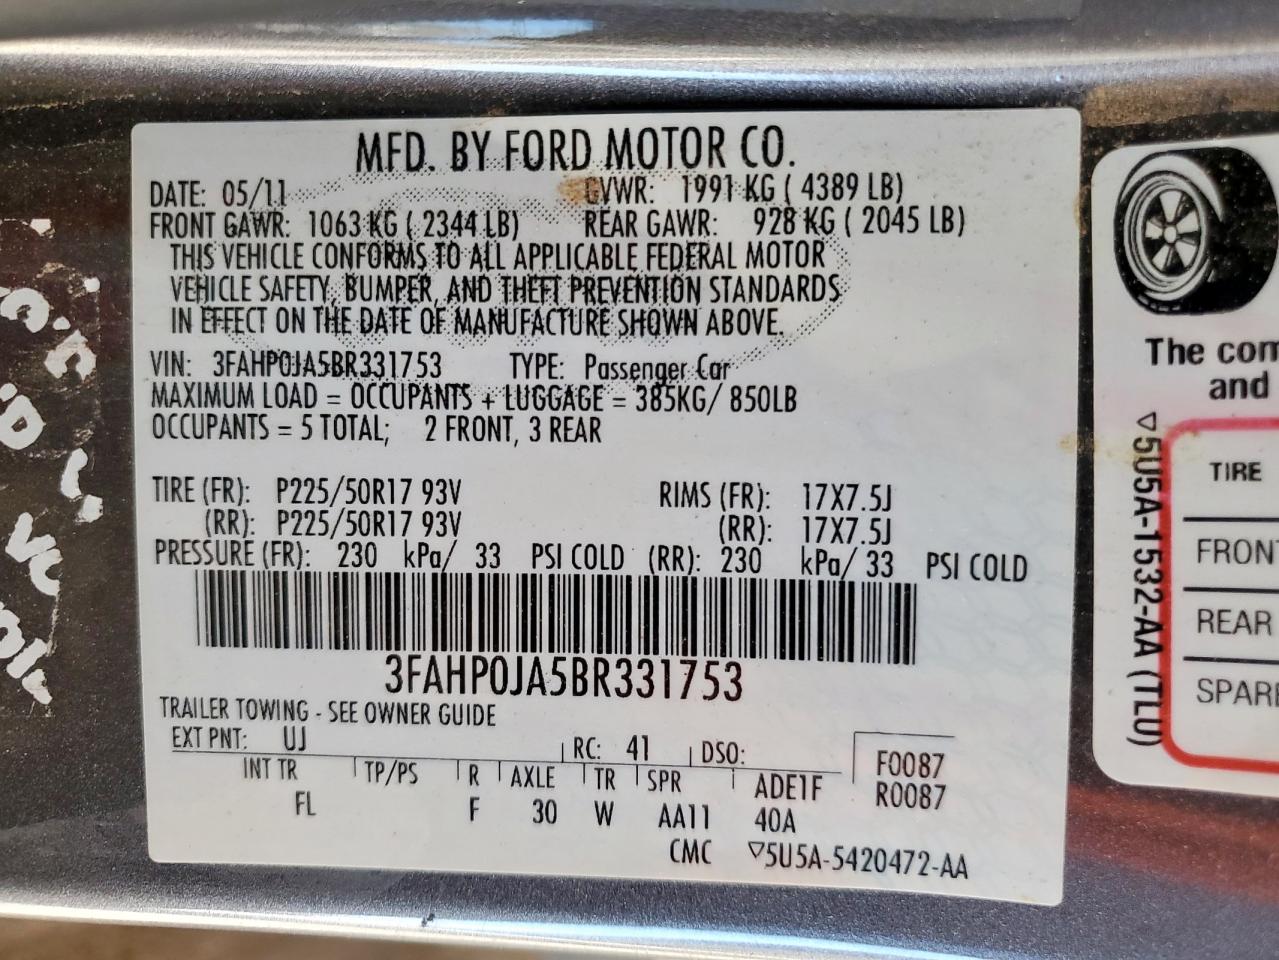 MFD. BY FORD MOTOR CO.
DATE: 05/11 GVWR: 1991 KG ( 4389 LB)
FRONT GAWR: 1063 KG ( 2344 LB) REAR GAWR: 928 KG ( 2045 LB)
THIS VEHICLE CONFORMS TO ALL APPLICABLE FEDERAL MOTOR
VEHICLE SAFETY, BUMPER, AND THEFT PREVENTION STANDARDS
IN EFFECT ON THE DATE OF MANUFACTURE SHOWN ABOVE.
VIN: 3FAHP0JA5BR331753 TYPE: Passenger Car
MAXIMUM LOAD = OCCUPANTS + LUGGAGE = 385KG/ 850LB
OCCUPANTS = 5 TOTAL; 2 FRONT, 3 REAR
TIRE (FR): P225/50R17 93V RIMS (FR): 17X7.5J
(RR): P225/50R17 93V (RR): 17X7.5J
PRESSURE (FR): 230 kPa/ 33 PSI COLD (RR): 230 kPa/ 33 PSI COLD
3FAHP0JA5BR331753
TRAILER TOWING - SEE OWNER GUIDE
EXT PNT: UJ RC: 41 DSO: F0087
R0087
INT TR TP/PS R AXLE TR SPR ADE1F
FL F 30 W AA11 40A
CMC ▽5U5A-5420472-AA
The com
and
▽5U5A-1532-AA (TLU)
TIRE
FRONT
REAR
SPARE